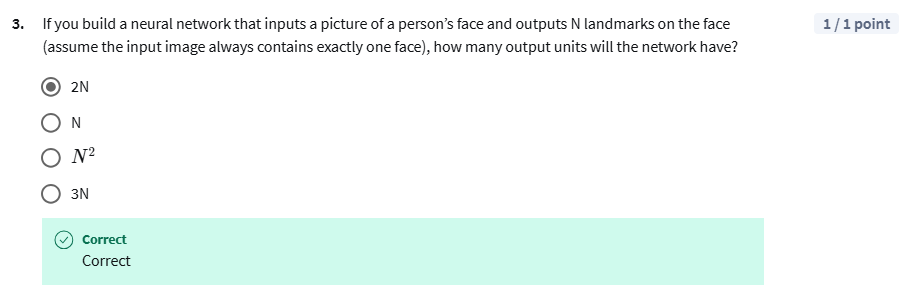 3. If you build a neural network that inputs a picture of a person's face and outputs N landmarks on the face 1 / 1 point
(assume the input image always contains exactly one face), how many output units will the network have?
2N
N
N²
3N
Correct
Correct